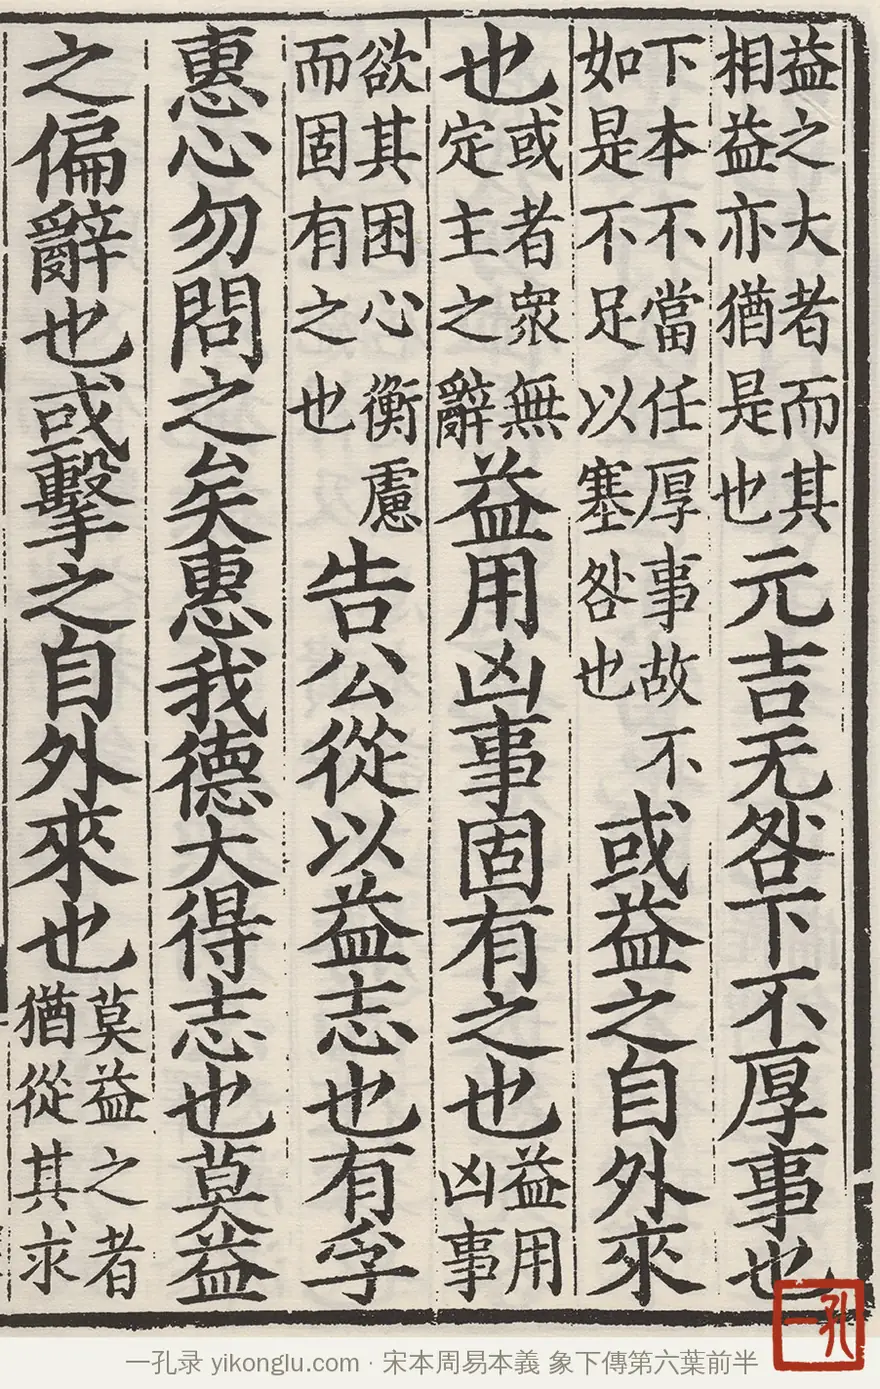 益之大者而其相益亦猶是也元吉无咎下不厚事也
下本不當任厚事故不如是不足以塞咎也或益之自外來
也或者衆無定主之辭益用凶事固有之也益用凶事
欲其困心衡慮而固有之也告公從以益志也有孚
惠心勿問之矣惠我德大得志也莫益
之偏辭也或擊之自外來也莫益之者猶從其求
一孔
一孔录 yikonglu.com · 宋本周易本義 象下傳第六葉前半